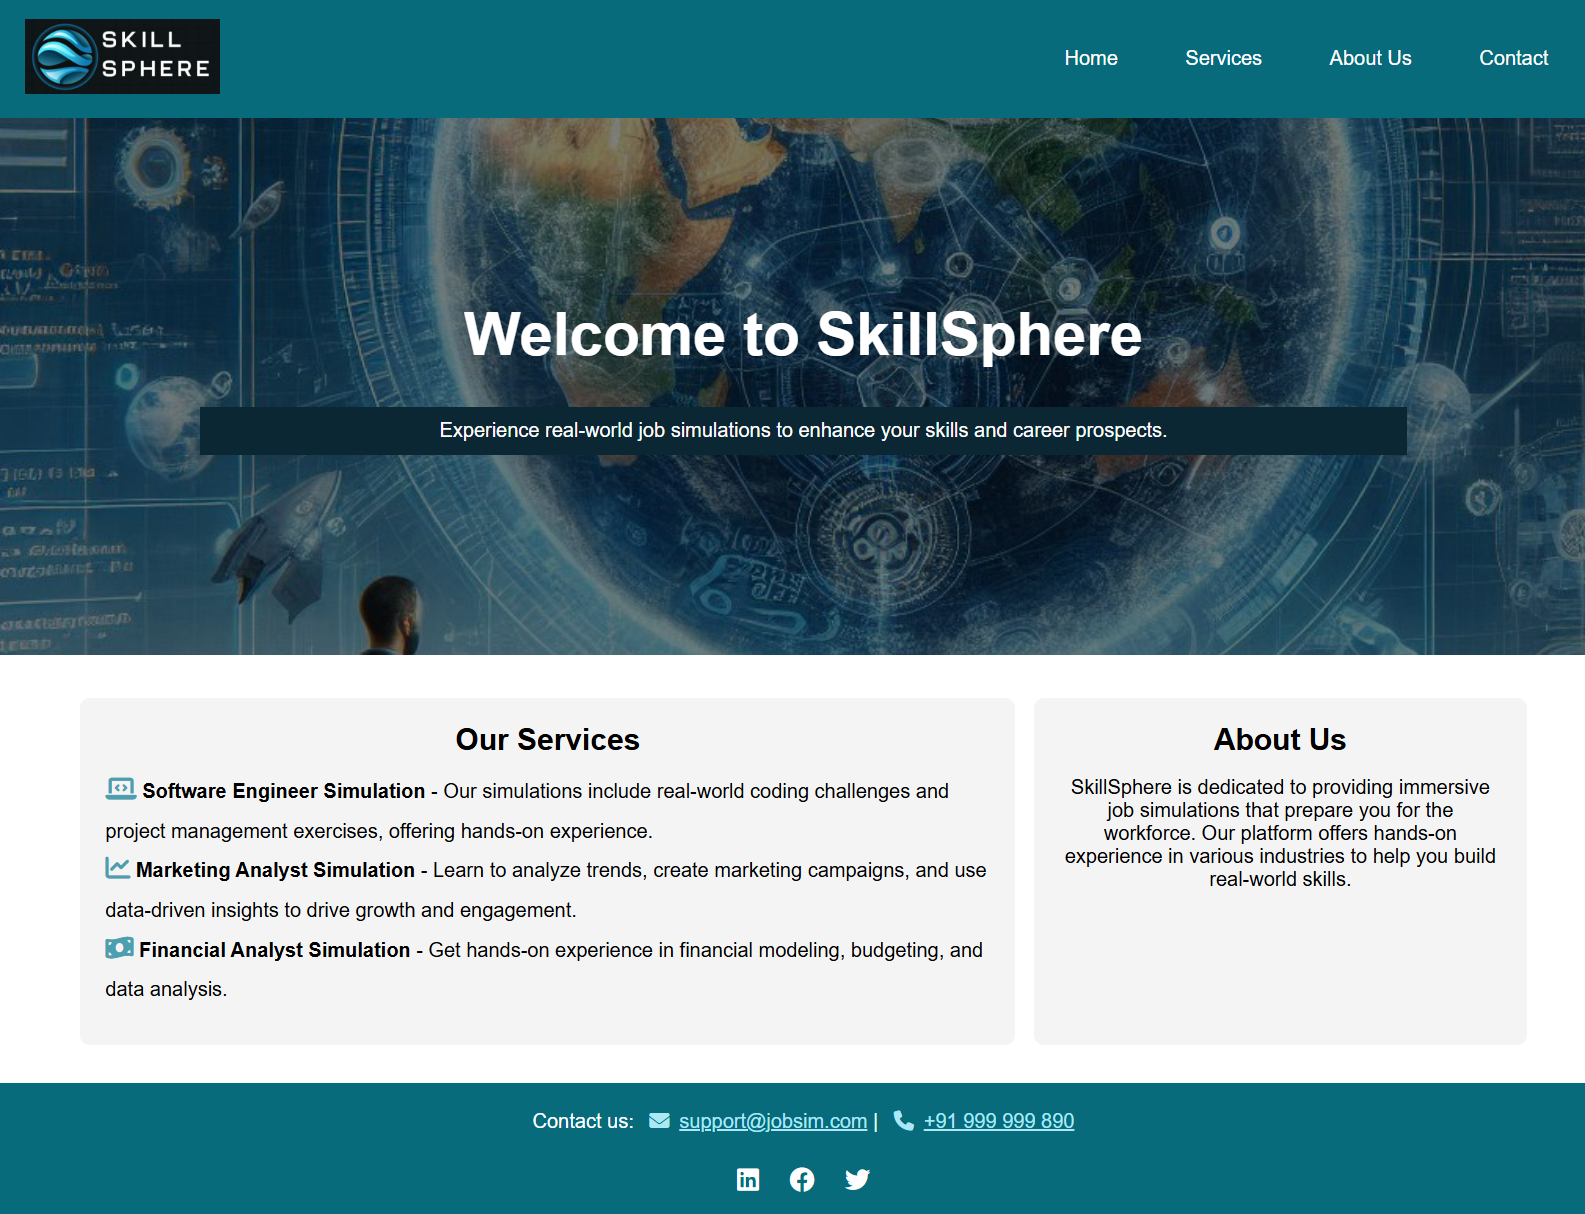 SKILL
SPHERE
Home Services About Us Contact
Welcome to SkillSphere
Experience real-world job simulations to enhance your skills and career prospects.
Our Services
Software Engineer Simulation - Our simulations include real-world coding challenges and
project management exercises, offering hands-on experience.
Marketing Analyst Simulation - Learn to analyze trends, create marketing campaigns, and use
data-driven insights to drive growth and engagement.
Financial Analyst Simulation - Get hands-on experience in financial modeling, budgeting, and
data analysis.
About Us
SkillSphere is dedicated to providing immersive
job simulations that prepare you for the
workforce. Our platform offers hands-on
experience in various industries to help you build
real-world skills.
Contact us: support@jobsim.com | +91 999 999 890